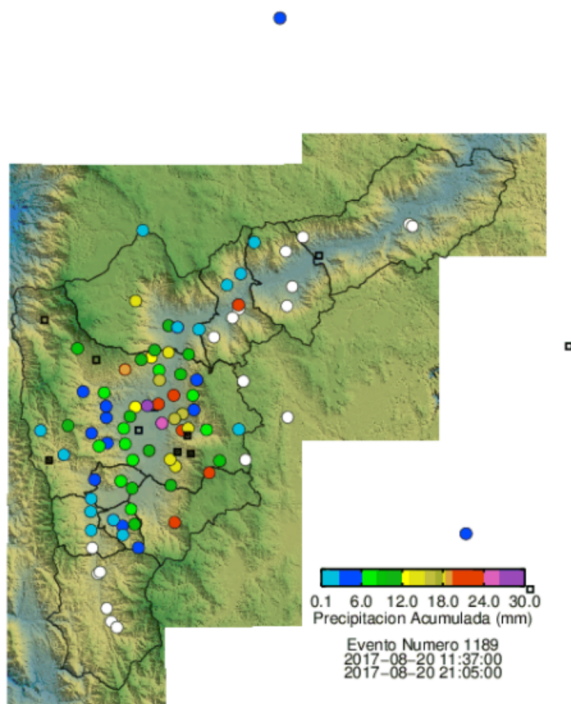 0.1 6.0 12.0 18.0 24.0 30.0
Precipitacion Acumulada (mm)
Evento Numero 1189
2017-08-20 11:37:00
2017-08-20 21:05:00